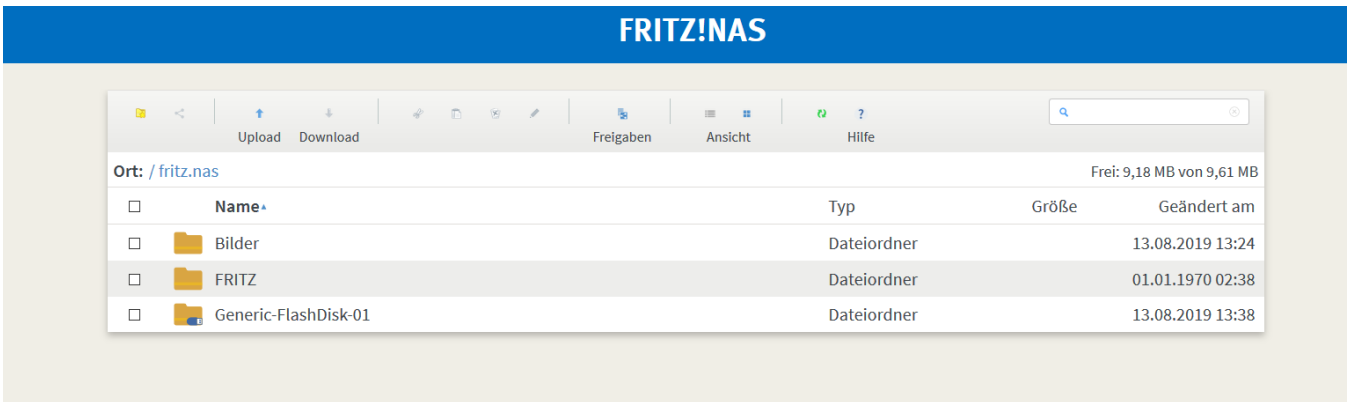 FRITZ!NAS
Upload Download Freigaben Ansicht ? Hilfe
Ort: / fritz.nas Frei: 9,18 MB von 9,61 MB
Name Typ Größe Geändert am
Bilder Dateiordner 13.08.2019 13:24
FRITZ Dateiordner 01.01.1970 02:38
Generic-FlashDisk-01 Dateiordner 13.08.2019 13:38